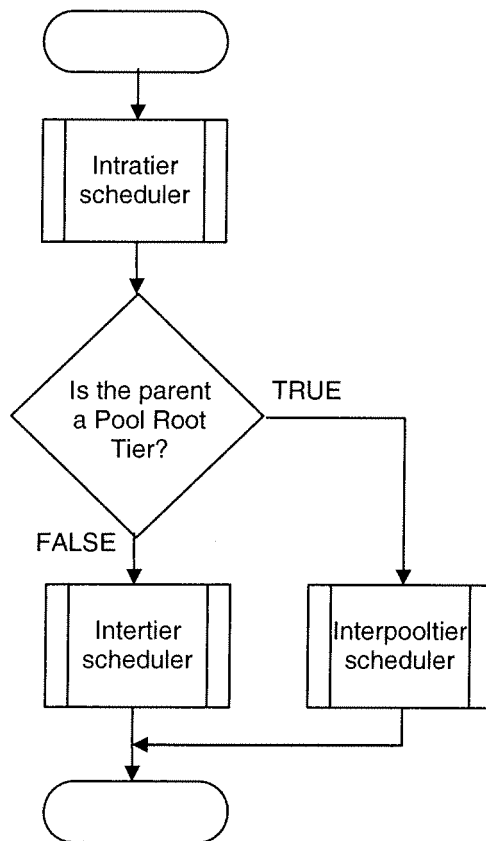 Intratier
scheduler
Is the parent
a Pool Root
Tier?
TRUE
FALSE
Intertier
scheduler
Interpooltier
scheduler